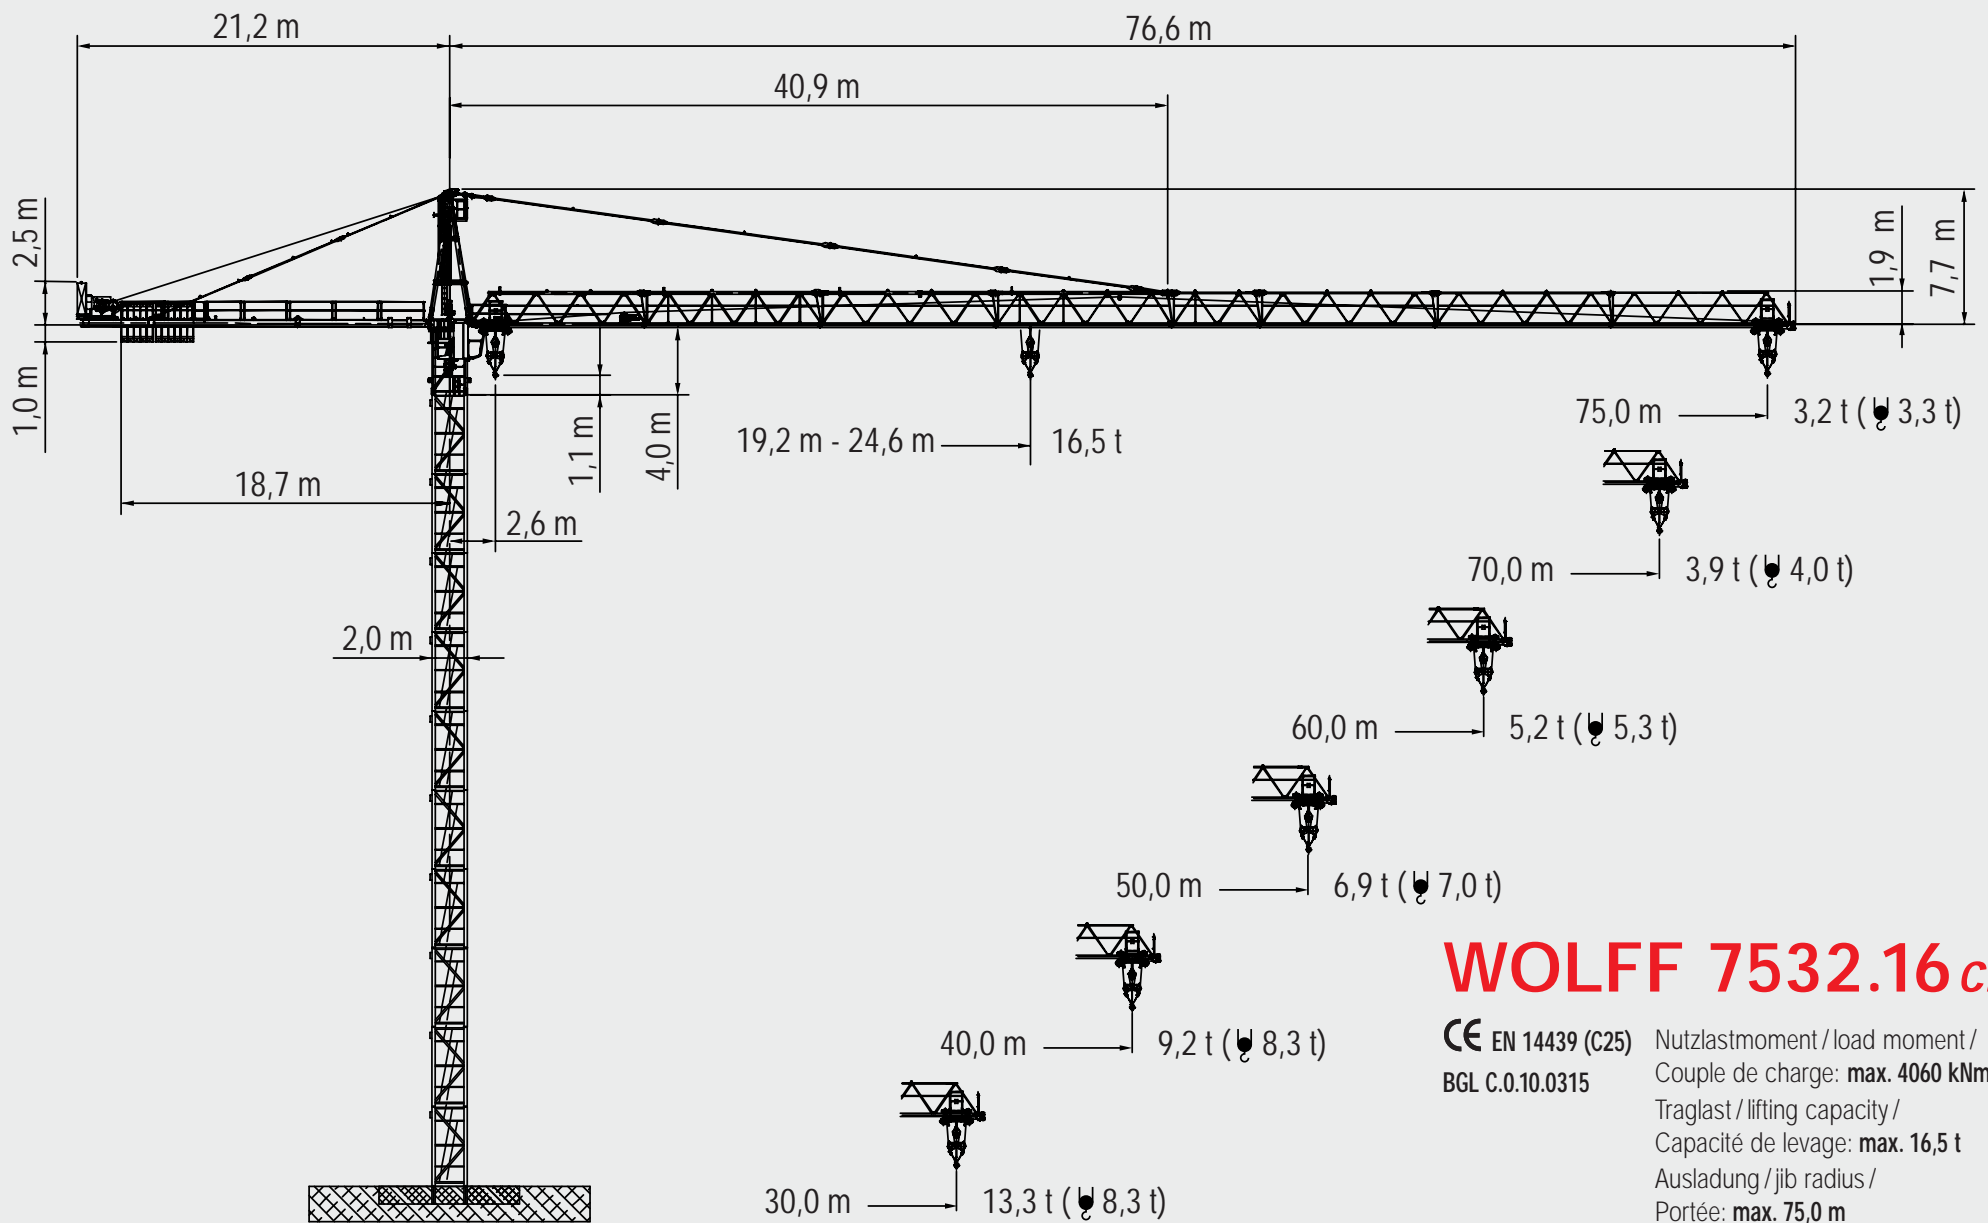 21,2 m
76,6 m
40,9 m
2,5 m
1,9 m
7,7 m
1,0 m
18,7 m
1,1 m
4,0 m
19,2 m - 24,6 m 16,5 t
75,0 m 3,2 t ( 3,3 t)
2,6 m
70,0 m 3,9 t ( 4,0 t)
2,0 m
60,0 m 5,2 t ( 5,3 t)
50,0 m 6,9 t ( 7,0 t)
40,0 m 9,2 t ( 8,3 t)
30,0 m 13,3 t ( 8,3 t)
WOLFF 7532.16
CE EN 14439 (C25)
BGL C.0.10.0315
Nutzlastmoment / load moment /
Couple de charge: max. 4060 kNm
Traglast / lifting capacity /
Capacité de levage: max. 16,5 t
Ausladung / jib radius /
Portée: max. 75,0 m